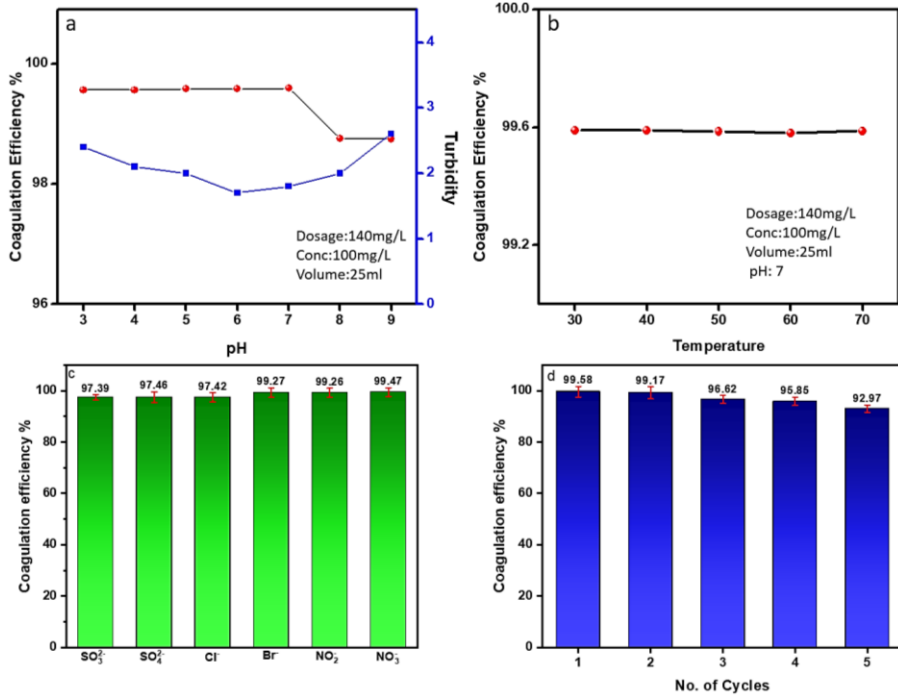 a
Coagulation Efficiency %
100
98
96
3 4 5 6 7 8 9
pH
4
3
2
1
0
Turbidity
Dosage:140mg/L
Conc:100mg/L
Volume:25ml
b
Coagulation Efficiency %
100.0
99.6
99.2
30 40 50 60 70
Temperature
Dosage:140mg/L
Conc:100mg/L
Volume:25ml
pH: 7
c
Coagulation efficiency %
100
80
60
40
20
0
97.39 97.46 97.42 99.27 99.26 99.47
SO₃²⁻ SO₄²⁻ Cl⁻ Br⁻ NO₂⁻ NO₃⁻
d
Coagulation efficiency %
100
80
60
40
20
0
99.58 99.17 96.62 95.85 92.97
1 2 3 4 5
No. of Cycles